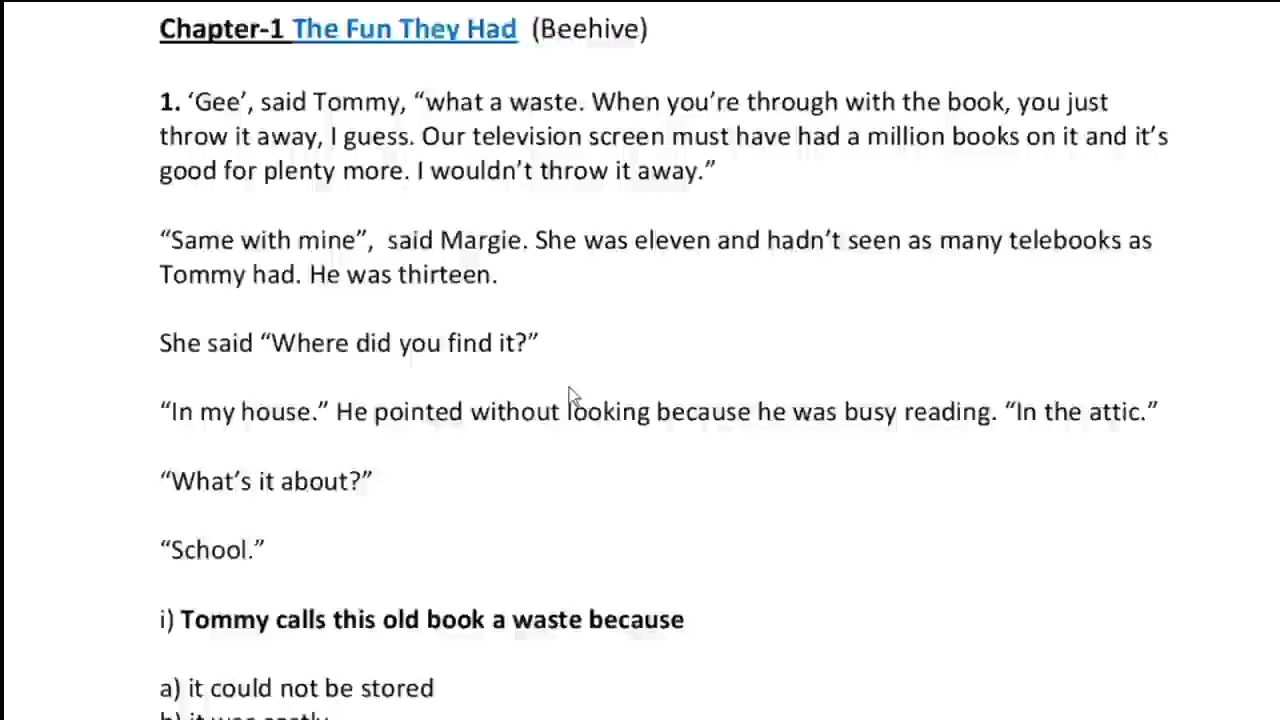 Chapter-1 The Fun They Had (Beehive)
1. ‘Gee’, said Tommy, “what a waste. When you’re through with the book, you just
throw it away, I guess. Our television screen must have had a million books on it and it’s
good for plenty more. I wouldn’t throw it away.”
“Same with mine”, said Margie. She was eleven and hadn’t seen as many telebooks as
Tommy had. He was thirteen.
She said “Where did you find it?”
“In my house.” He pointed without looking because he was busy reading. “In the attic.”
“What’s it about?”
“School.”
i) Tommy calls this old book a waste because
a) it could not be stored
b) it was costly